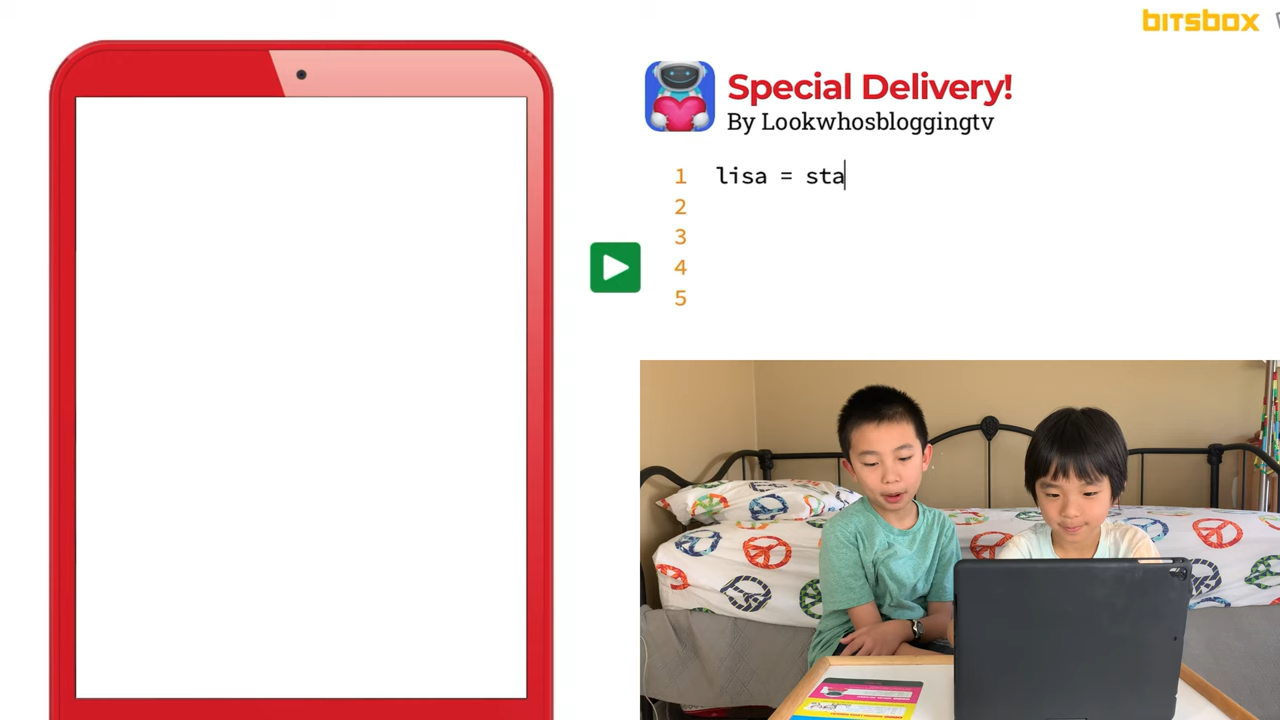 bitsbox
Special Delivery!
By Lookwhosbloggingtv
1 lisa = sta
2
3
4
5